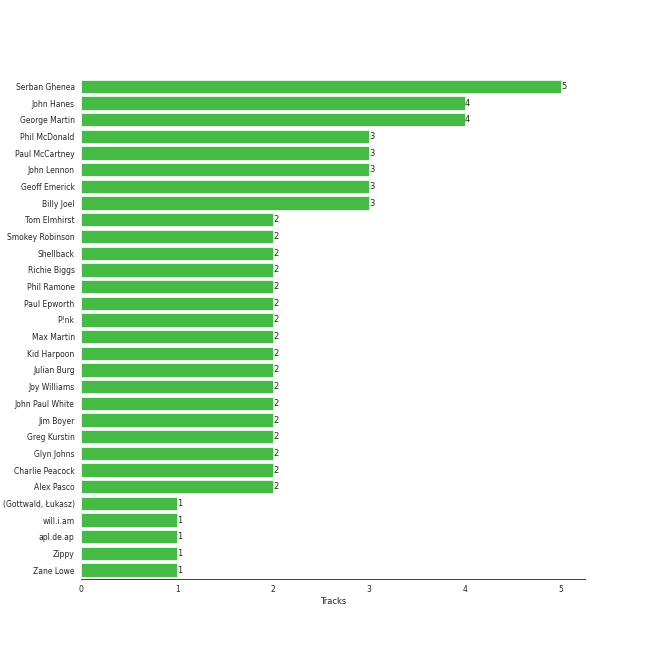 Serban Ghenea 5
John Hanes 4
George Martin 4
Phil McDonald 3
Paul McCartney 3
John Lennon 3
Geoff Emerick 3
Billy Joel 3
Tom Elmhirst 2
Smokey Robinson 2
Shellback 2
Richie Biggs 2
Phil Ramone 2
Paul Epworth 2
P!nk 2
Max Martin 2
Kid Harpoon 2
Julian Burg 2
Joy Williams 2
John Paul White 2
Jim Boyer 2
Greg Kurstin 2
Glyn Johns 2
Charlie Peacock 2
Alex Pasco 2
(Gottwald, Łukasz) 1
will.i.am 1
apl.de.ap 1
Zippy 1
Zane Lowe 1
0 1 2 3 4 5
Tracks